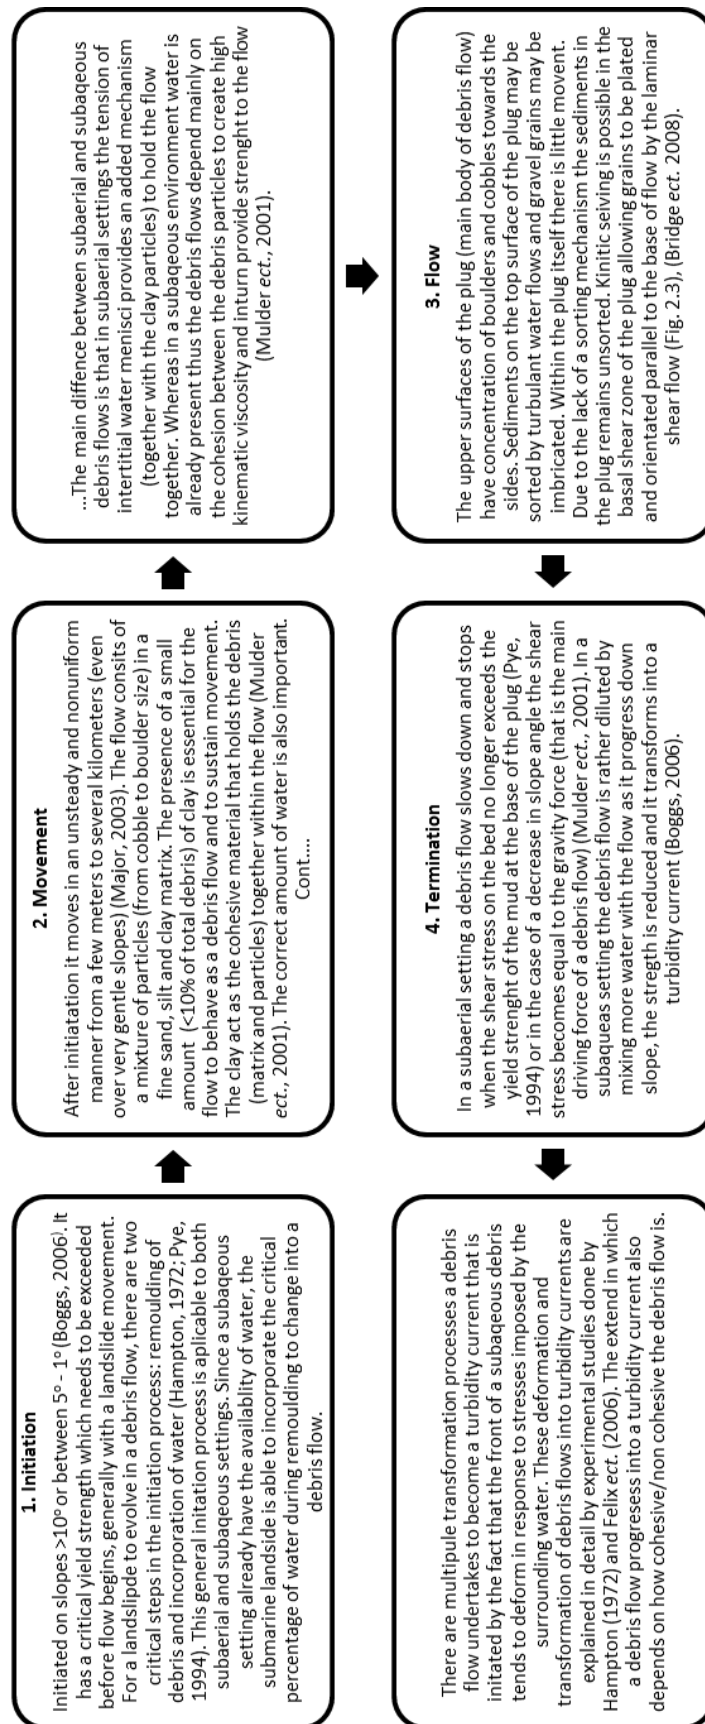 1. Initiation
Initiated on slopes >10° or between 5° - 1° (Boggs, 2006). It
has a critical yield strength which needs to be exceeded
before flow begins, generally with a landslide movement.
For a landslipde to evolve in a debris flow, there are two
critical steps in the initiation process: remoulding of
debris and incorporation of water (Hampton, 1972; Pye,
1994). This general initation process is aplicable to both
subaerial and subaqeous settings. Since a subaqeous
setting already have the availablity of water, the
submarine landside is able to incorporate the critical
percentage of water during remoulding to change into a
debris flow.
2. Movement
After initiatation it moves in an unsteady and nonuniform
manner from a few meters to several kilometers (even
over very gentle slopes) (Major, 2003). The flow consits of
a mixture of particles (from cobble to boulder size) in a
fine sand, silt and clay matrix. The presence of a small
amount (<10% of total debris) of clay is essential for the
flow to behave as a debris flow and to sustain movement.
The clay act as the cohesive material that holds the debris
(matrix and particles) together within the flow (Mulder
ect., 2001). The correct amount of water is also important.
Cont....
...The main diffence between subaerial and subaqeous
debris flows is that in subaerial settings the tension of
intertitial water menisci provides an added mechanism
(together with the clay particles) to hold the flow
together. Whereas in a subaqeous environment water is
already present thus the debris flows depend mainly on
the cohesion between the debris particles to create high
kinematic viscosity and inturn provide strenght to the flow
(Mulder ect., 2001).
3. Flow
The upper surfaces of the plug (main body of debris flow)
have concentration of boulders and cobbles towards the
sides. Sediments on the top surface of the plug may be
sorted by turbulant water flows and gravel grains may be
imbricated. Within the plug itself there is little movent.
Due to the lack of a sorting mechanism the sediments in
the plug remains unsorted. Kinitic seiving is possible in the
basal shear zone of the plug allowing grains to be plated
and orientated parallel to the base of flow by the laminar
shear flow (Fig. 2.3), (Bridge ect. 2008).
4. Termination
In a subaerial setting a debris flow slows down and stops
when the shear stress on the bed no longer exceeds the
yield strenght of the mud at the base of the plug (Pye,
1994) or in the case of a decrease in slope angle the shear
stress becomes equal to the gravity force (that is the main
driving force of a debris flow) (Mulder ect., 2001). In a
subaqueas setting the debris flow is rather diluted by
mixing more water with the flow as it progress down
slope, the stregth is reduced and it transforms into a
turbidity current (Boggs, 2006).
There are multipule transformation processes a debris
flow undertakes to become a turbidity current that is
initated by the fact that the front of a subaqeous debris
tends to deform in response to stresses imposed by the
surrounding water. These deformation and
transformation of debris flows into turbidity currents are
explained in detail by experimental studies done by
Hampton (1972) and Felix ect. (2006). The extend in which
a debris flow progresess into a turbidity current also
depends on how cohesive/non cohesive the debris flow is.